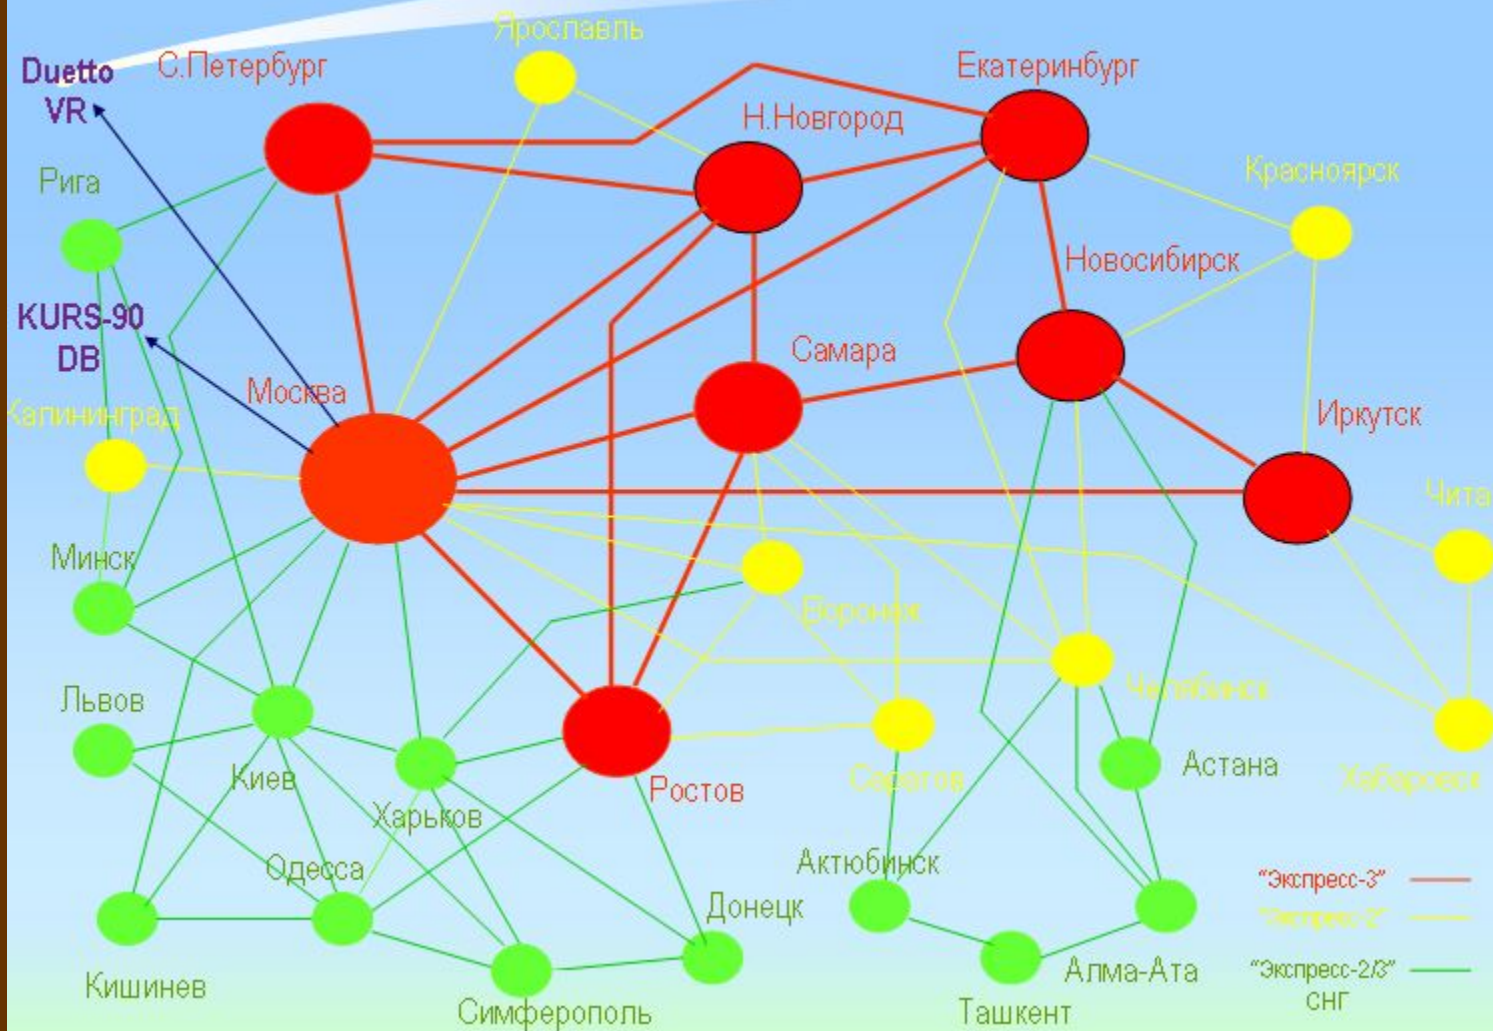 Ярославль
Duetto
VR
С.Петербург
Екатеринбург
Н.Новгород
Красноярск
Рига
Новосибирск
KURS-90
DB
Самара
Москва
Калининград
Иркутск
Чита
Минск
Воронеж
Львов
Челябинск
Киев
Астана
Ростов
Саратов
Хабаровск
Харьков
Одесса
Актюбинск
"Экспресс-3"
Донецк
"Экспресс-2"
Кишинев
Алма-Ата
"Экспресс-2/3"
СНГ
Симферополь
Ташкент